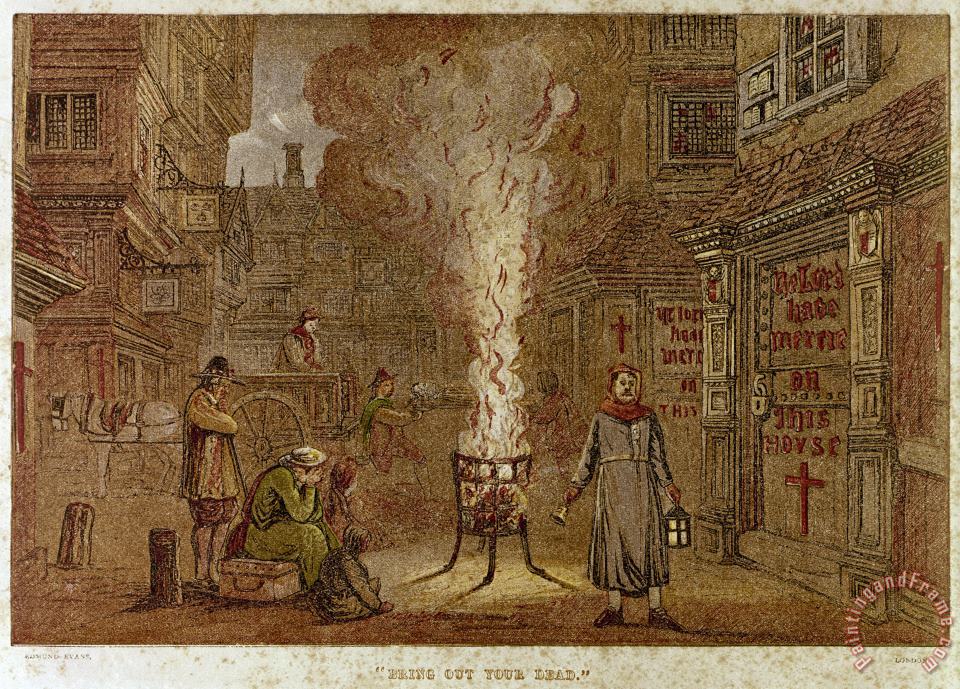 Ye Lord
have
mercie
on
THIS
Ye Lord
have
mercie
on
This
HOVSE
EDMUND EVANS,
LONDON
"BRING OUT YOUR DEAD."
PaintingandFrame.com